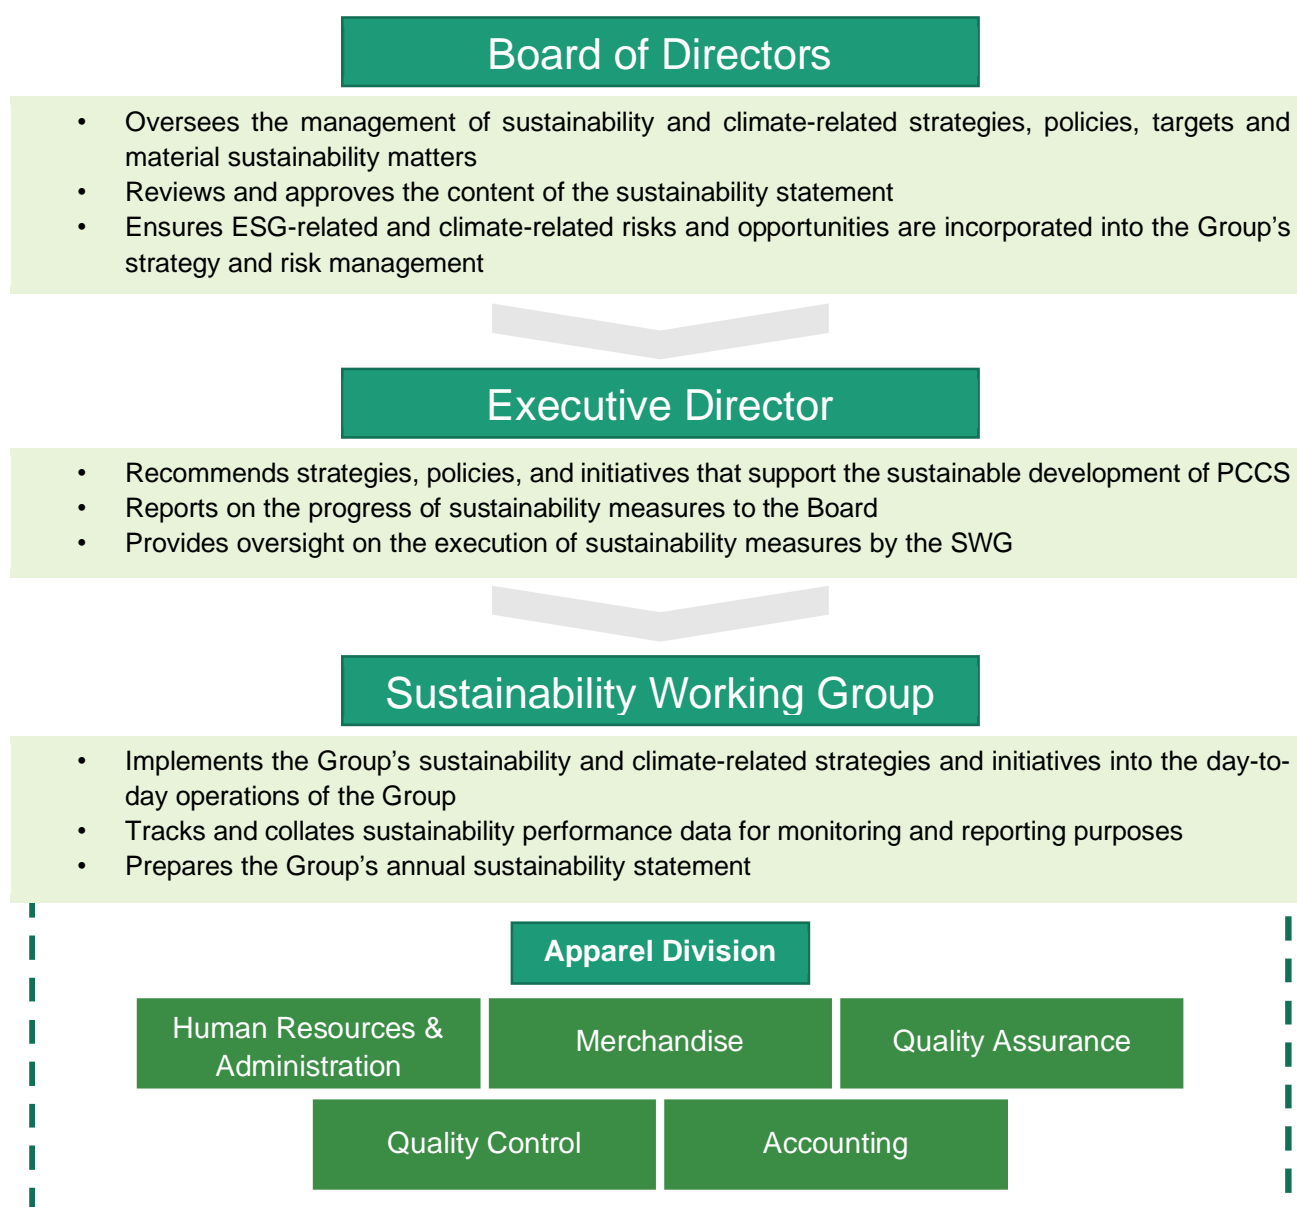 Board of Directors
• Oversees the management of sustainability and climate-related strategies, policies, targets and
material sustainability matters
• Reviews and approves the content of the sustainability statement
• Ensures ESG-related and climate-related risks and opportunities are incorporated into the Group’s
strategy and risk management
Executive Director
• Recommends strategies, policies, and initiatives that support the sustainable development of PCCS
• Reports on the progress of sustainability measures to the Board
• Provides oversight on the execution of sustainability measures by the SWG
Sustainability Working Group
• Implements the Group’s sustainability and climate-related strategies and initiatives into the day-to-
day operations of the Group
• Tracks and collates sustainability performance data for monitoring and reporting purposes
• Prepares the Group’s annual sustainability statement
Apparel Division
Human Resources &
Administration
Merchandise
Quality Assurance
Quality Control
Accounting